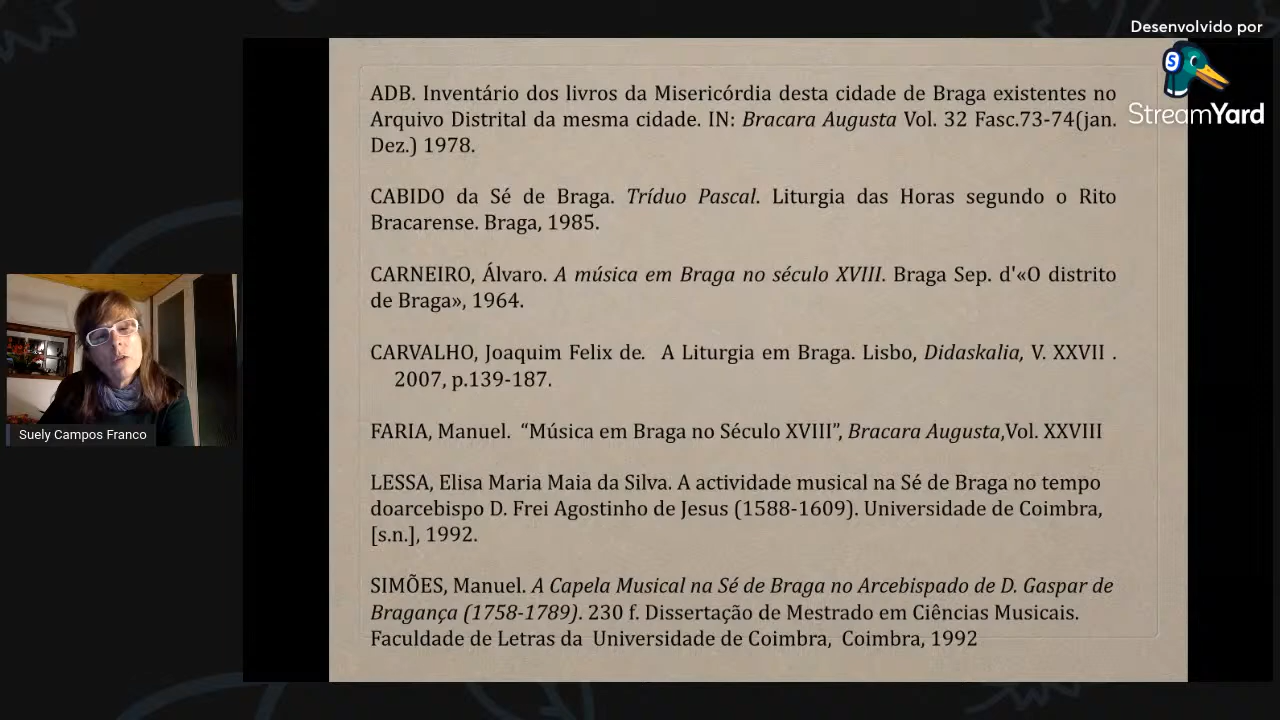 Desenvolvido por
StreamYard
ADB. Inventário dos livros da Misericórdia desta cidade de Braga existentes no
Arquivo Distrital da mesma cidade. IN: Bracara Augusta Vol. 32 Fasc.73-74(jan.
Dez.) 1978.
CABIDO da Sé de Braga. Tríduo Pascal. Liturgia das Horas segundo o Rito
Bracarense. Braga, 1985.
CARNEIRO, Álvaro. A música em Braga no século XVIII. Braga Sep. d'«O distrito
de Braga», 1964.
CARVALHO, Joaquim Felix de. A Liturgia em Braga. Lisbo, Didaskalia, V. XXVII .
2007, p.139-187.
FARIA, Manuel. “Música em Braga no Século XVIII”, Bracara Augusta,Vol. XXVIII
LESSA, Elisa Maria Maia da Silva. A actividade musical na Sé de Braga no tempo
doarcebispo D. Frei Agostinho de Jesus (1588-1609). Universidade de Coimbra,
[s.n.], 1992.
SIMÕES, Manuel. A Capela Musical na Sé de Braga no Arcebispado de D. Gaspar de
Bragança (1758-1789). 230 f. Dissertação de Mestrado em Ciências Musicais.
Faculdade de Letras da Universidade de Coimbra, Coimbra, 1992
Suely Campos Franco